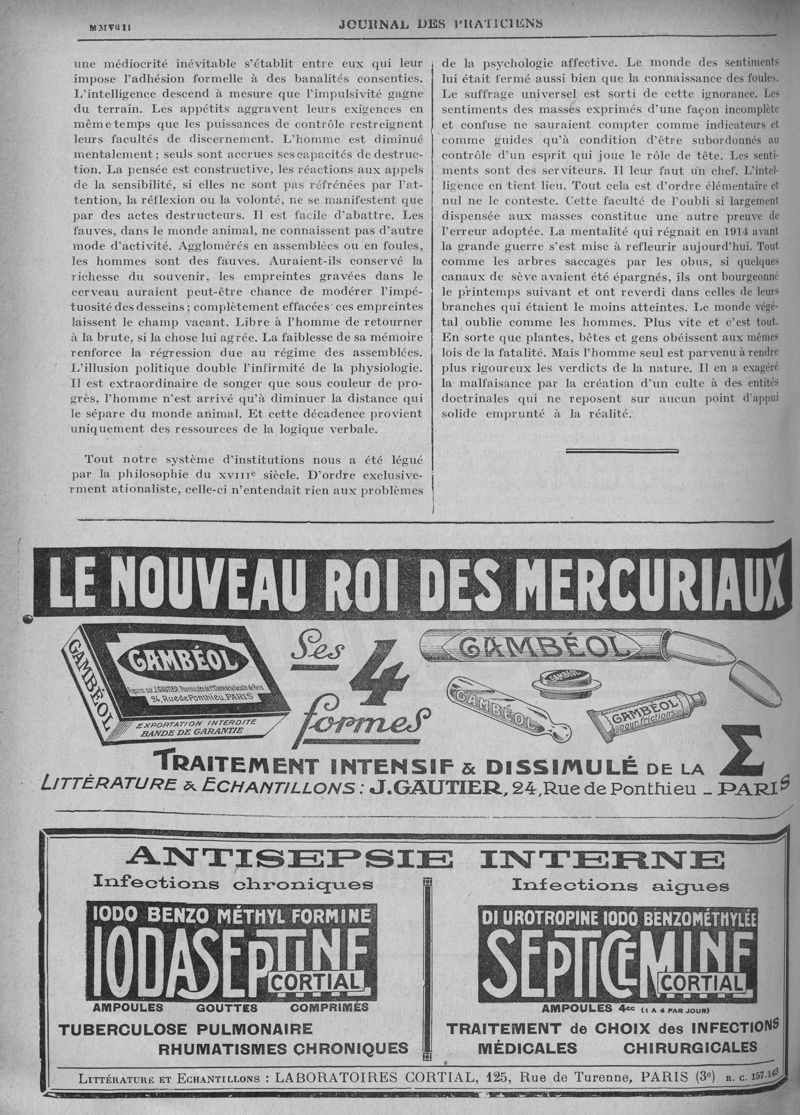 MMVIII
JOURNAL DES PRATICIENS
une médiocrité inévitable s'établit entre eux qui leur
impose l'adhésion formelle à des banalités consenties.
L'intelligence descend à mesure que l'impulsivité gagne
du terrain. Les appétits aggravent leurs exigences en
même temps que les puissances de contrôle restreignent
leurs facultés de discernement. L'homme est diminué
mentalement ; seuls sont accrues ses capacités de destruc-
tion. La pensée est constructive, les réactions aux appels
de la sensibilité, si elles ne sont pas réfrénées par l'at-
tention, la réflexion ou la volonté, ne se manifestent que
par des actes destructeurs. Il est facile d'abattre. Les
fauves, dans le monde animal, ne connaissent pas d'autre
mode d'activité. Agglomérés en assemblées ou en foules,
les hommes sont des fauves. Auraient-ils conservé la
richesse du souvenir, les empreintes gravées dans le
cerveau auraient peut-être chance de modérer l'impé-
tuosité des desseins ; complètement effacées ces empreintes
laissent le champ vacant. Libre à l'homme de retourner
à la brute, si la chose lui agrée. La faiblesse de sa mémoire
renforce la régression due au régime des assemblées.
L'illusion politique double l'infirmité de la physiologie.
Il est extraordinaire de songer que sous couleur de pro-
grès, l'homme n'est arrivé qu'à diminuer la distance qui
le sépare du monde animal. Et cette décadence provient
uniquement des ressources de la logique verbale.
Tout notre système d'institutions nous a été légué
par la philosophie du XVIIIe siècle. D'ordre exclusive-
rment ationaliste, celle-ci n'entendait rien aux problèmes
de la psychologie affective. Le monde des sentiments
lui était fermé aussi bien que la connaissance des foules.
Le suffrage universel est sorti de cette ignorance. Les
sentiments des masses exprimés d'une façon incomplète
et confuse ne sauraient compter comme indicateurs et
comme guides qu'à condition d'être subordonnés au
contrôle d'un esprit qui joue le rôle de tête. Les senti-
ments sont des serviteurs. Il leur faut un chef. L'intel-
ligence en tient lieu. Tout cela est d'ordre élémentaire et
nul ne le conteste. Cette faculté de l'oubli si largement
dispensée aux masses constitue une autre preuve de
l'erreur adoptée. La mentalité qui régnait en 1914 avant
la grande guerre s'est mise à refleurir aujourd'hui. Tout
comme les arbres saccagés par les obus, si quelques
canaux de sève avaient été épargnés, ils ont bourgeonné
le printemps suivant et ont reverdi dans celles de leurs
branches qui étaient le moins atteintes. Le monde végé-
tal oublie comme les hommes. Plus vite et c'est tout.
En sorte que plantes, bêtes et gens obéissent aux mêmes
lois de la fatalité. Mais l'homme seul est parvenu à rendre
plus rigoureux les verdicts de la nature. Il en a exagéré
la malfaisance par la création d'un culte à des entités
doctrinales qui ne reposent sur aucun point d'appui
solide emprunté à la réalité.
LE NOUVEAU ROI DES MERCURIAUX
GAMBÉOL
GAMBÉOL
Préparés par J. GAUTIER, Pharmacien de 1re Classe de la Faculté de Paris
24, Rue de Ponthieu. PARIS
EXPORTATION INTERDITE
BANDE DE GARANTIE
Ses
4
formes
GAMBÉOL
GAMBÉOL
GAMBÉOL
GAMBÉOL
pour frictions
TRAITEMENT INTENSIF & DISSIMULÉ DE LA Σ
LITTÉRATURE & ECHANTILLONS : J. GAUTIER, 24, Rue de Ponthieu _ PARIS
ANTISEPSIE INTERNE
Infections chroniques
IODO BENZO MÉTHYL FORMINE
IODASEPTINE
CORTIAL
AMPOULES GOUTTES COMPRIMÉS
TUBERCULOSE PULMONAIRE
RHUMATISMES CHRONIQUES
Infections aigues
DI UROTROPINE IODO BENZOMÉTHYLÉE
SEPTICEMINE
CORTIAL
AMPOULES 4cc (1 A 4 PAR JOUR)
TRAITEMENT de CHOIX des INFECTIONS
MÉDICALES CHIRURGICALES
LITTÉRATURE ET ECHANTILLONS : LABORATOIRES CORTIAL, 125, Rue de Turenne, PARIS (3e) R. C. 157.143